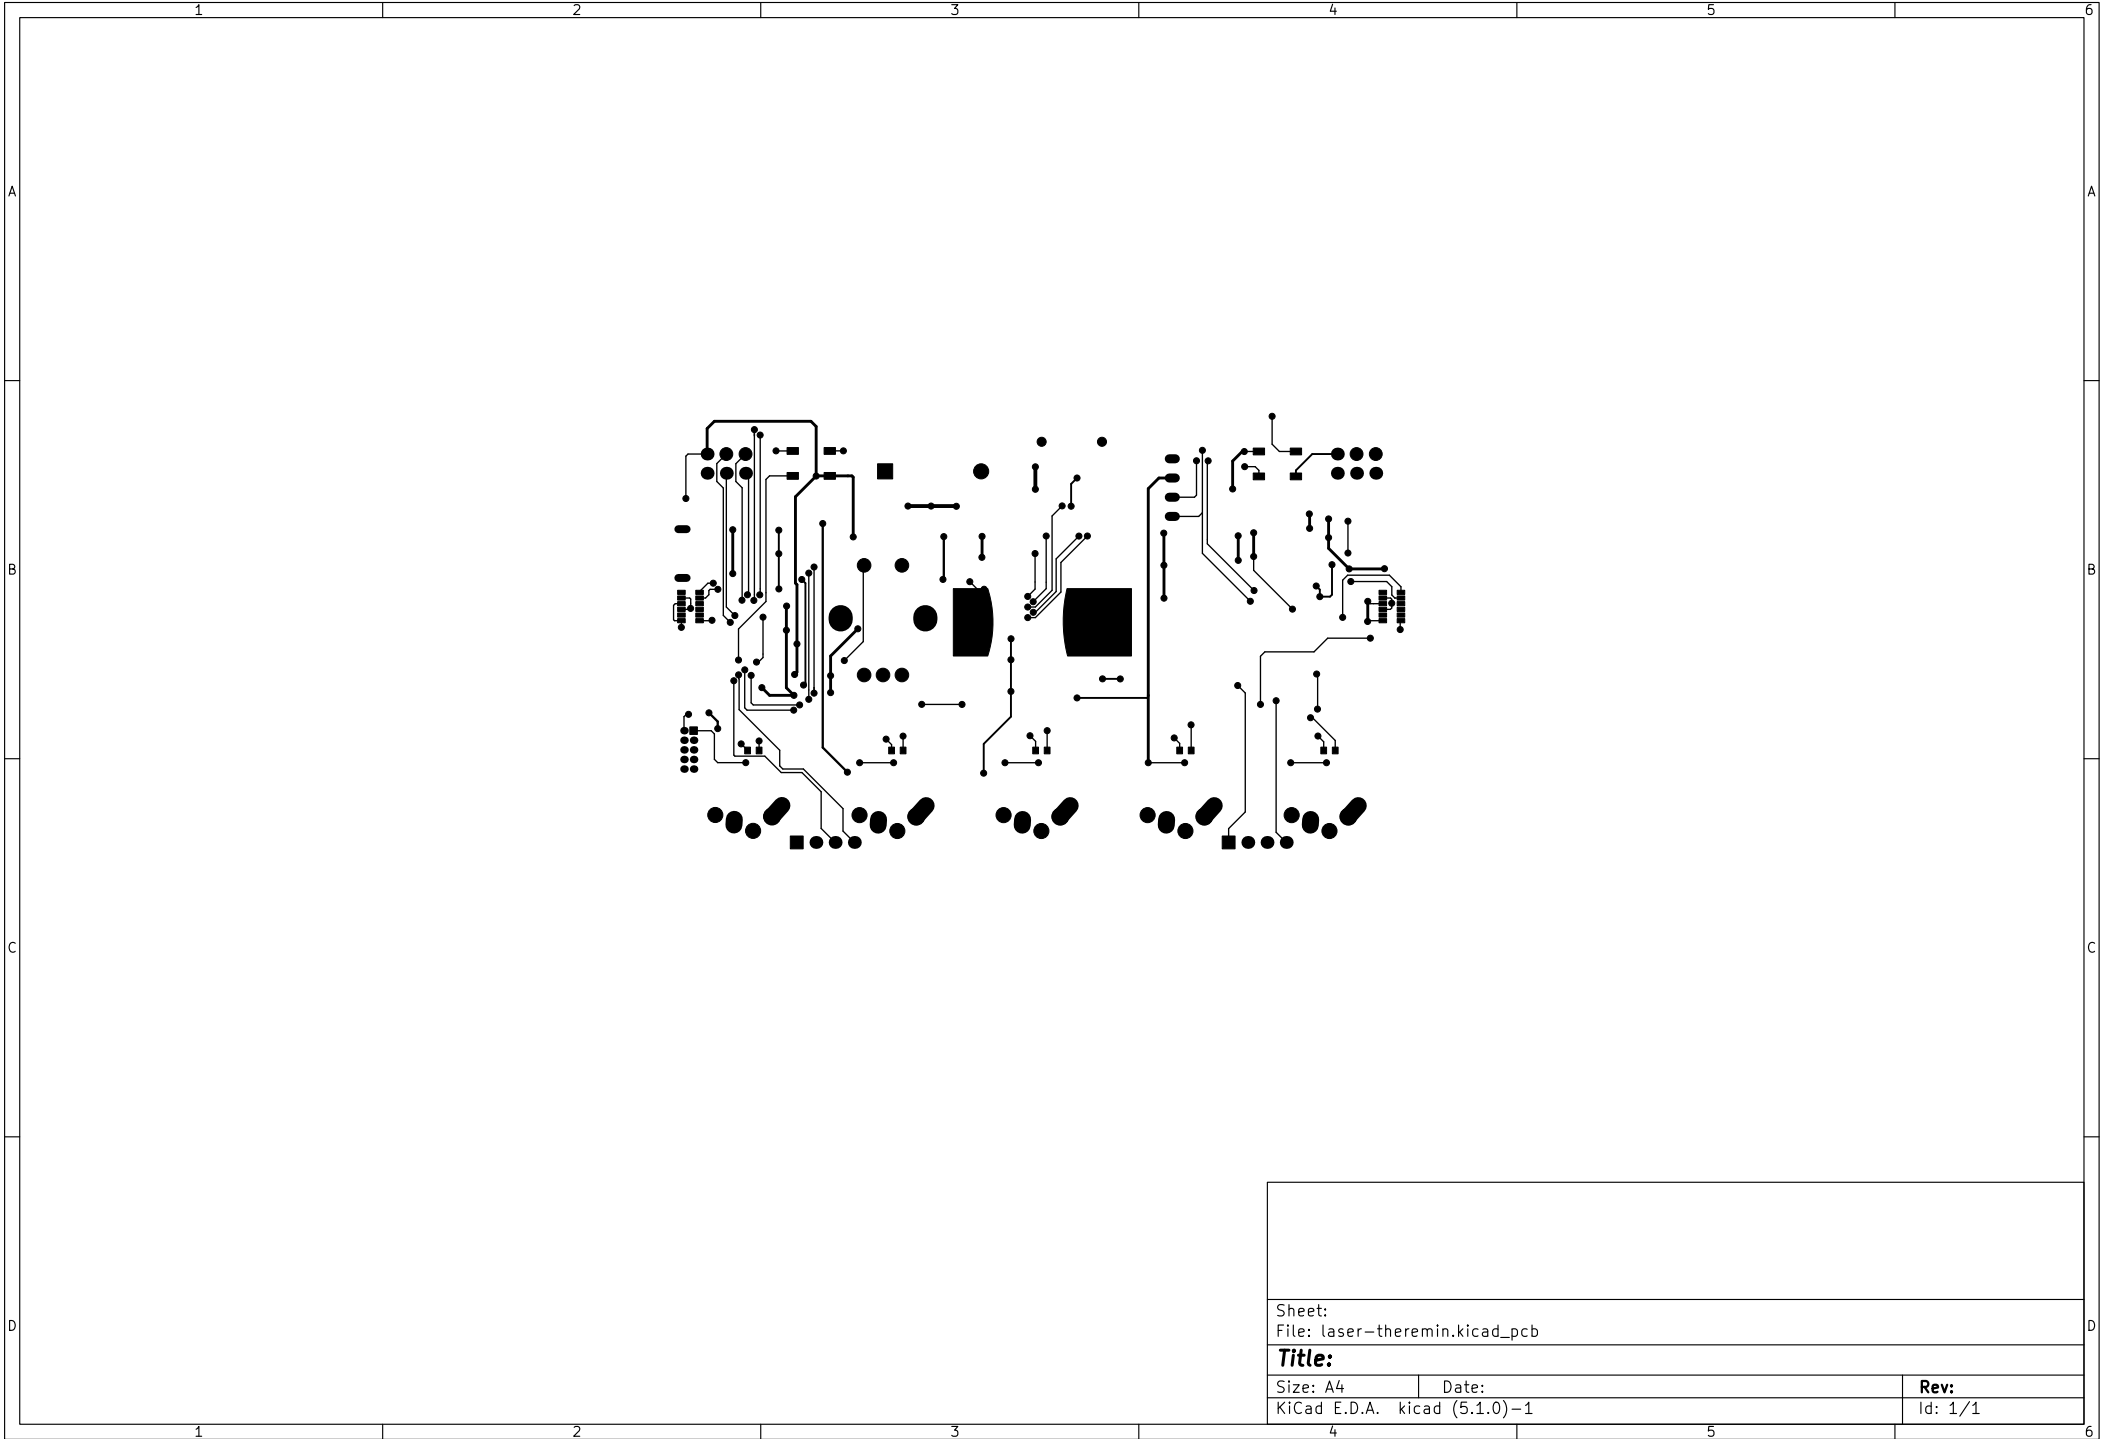 1 2 3 4 5 6
A A
B B
C C
D D
Sheet:
File: laser-theremin.kicad_pcb
Title:
Size: A4 Date: Rev:
KiCad E.D.A. kicad (5.1.0)-1 Id: 1/1
1 2 3 4 5 6